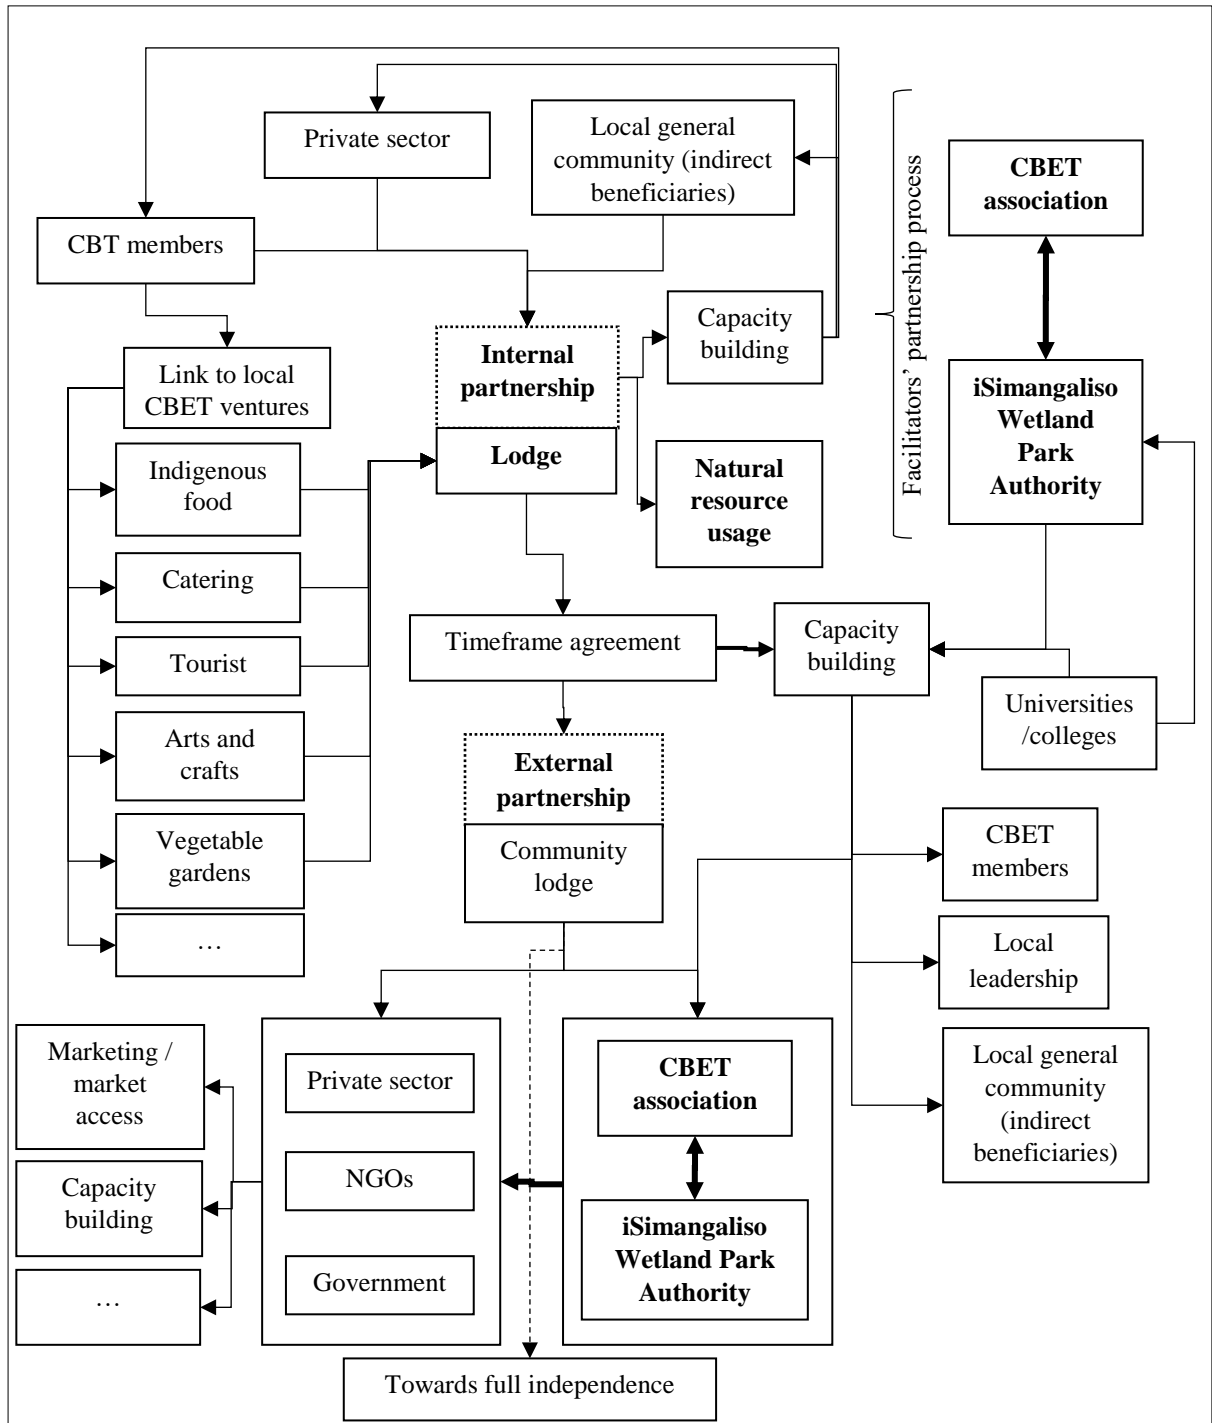 Private sector
Local general
community (indirect
beneficiaries)
CBET
association
CBT members
Facilitators’ partnership process
Capacity
building
Internal
partnership
Link to local
CBET ventures
iSimangaliso
Wetland
Park
Authority
Lodge
Indigenous
food
Natural
resource
usage
Catering
Timeframe agreement
Capacity
building
Tourist
Universities
/colleges
Arts and
crafts
External
partnership
Vegetable
gardens
Community
lodge
CBET
members
…
Local
leadership
Marketing /
market
access
Private sector
CBET
association
Local general
community
(indirect
beneficiaries)
Capacity
building
NGOs
iSimangaliso
Wetland Park
Authority
…
Government
Towards full independence